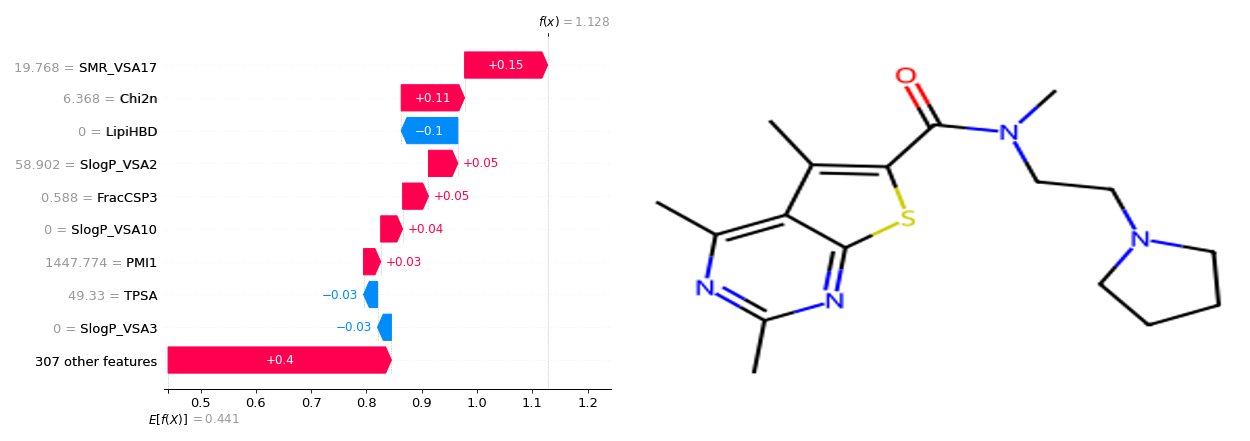 f(x) = 1.128
19.768 = SMR_VSA17
+0.15
6.368 = Chi2n
+0.11
0 = LipiHBD
−0.1
58.902 = SlogP_VSA2
+0.05
0.588 = FracCSP3
+0.05
0 = SlogP_VSA10
+0.04
1447.774 = PMI1
+0.03
49.33 = TPSA
−0.03
0 = SlogP_VSA3
−0.03
307 other features
+0.4
0.5 0.6 0.7 0.8 0.9 1.0 1.1 1.2
E[f(X)] = 0.441
O
N
S
N
N
N